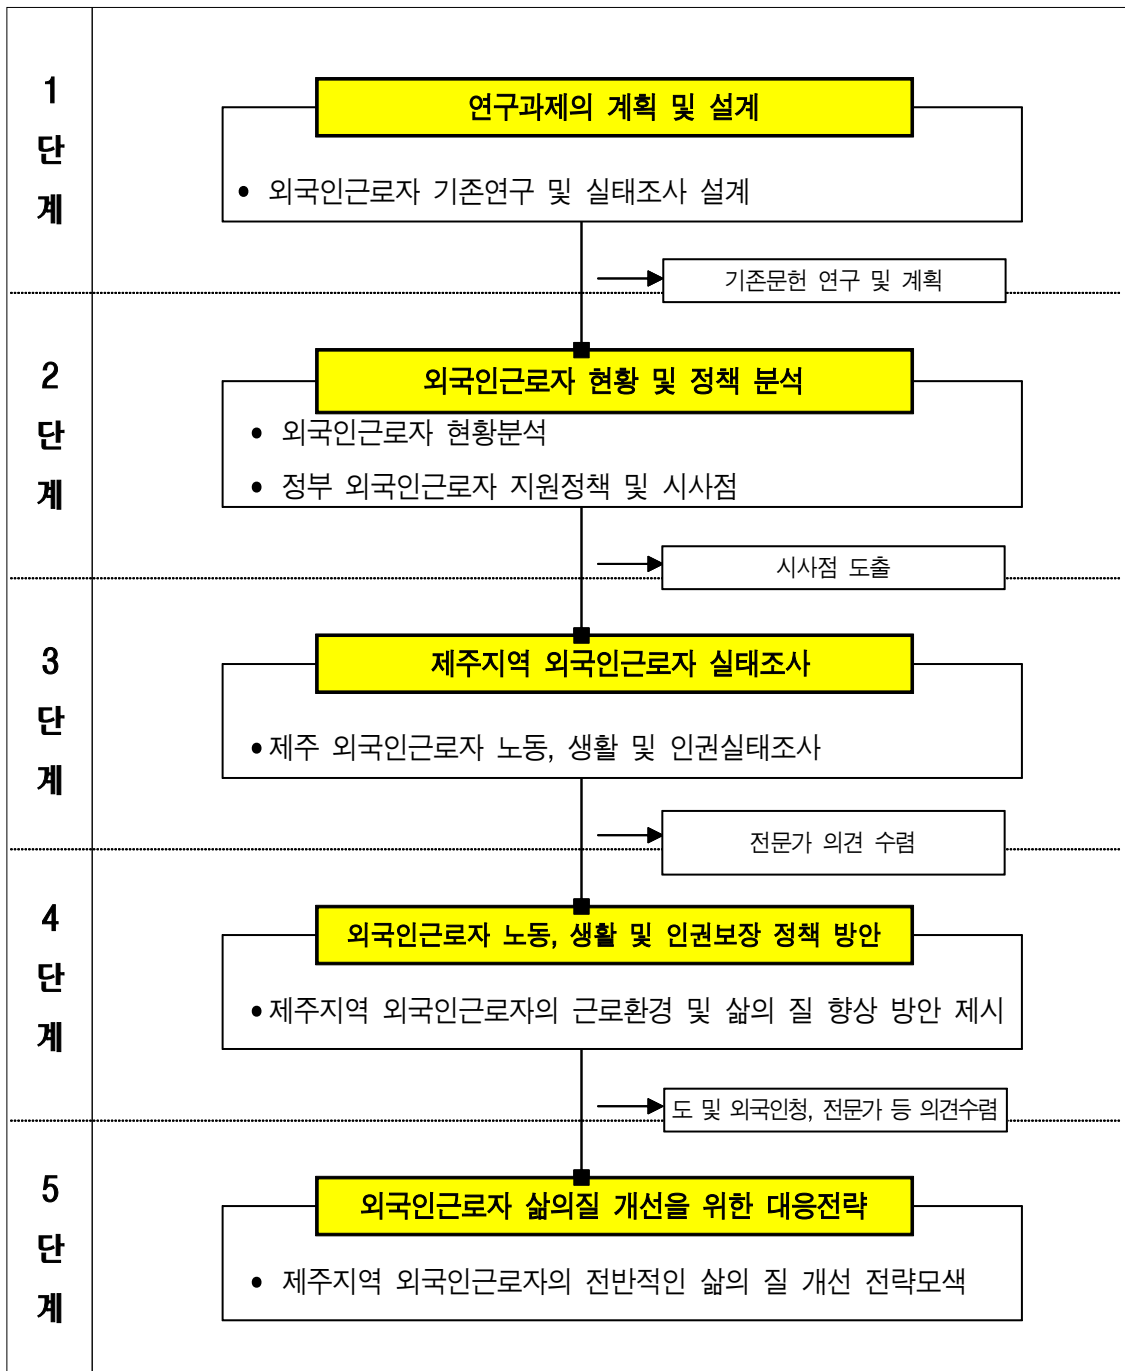 1
단
계
연구과제의 계획 및 설계
• 외국인근로자 기존연구 및 실태조사 설계
기존문헌 연구 및 계획
2
단
계
외국인근로자 현황 및 정책 분석
• 외국인근로자 현황분석
• 정부 외국인근로자 지원정책 및 시사점
시사점 도출
3
단
계
제주지역 외국인근로자 실태조사
• 제주 외국인근로자 노동, 생활 및 인권실태조사
전문가 의견 수렴
4
단
계
외국인근로자 노동, 생활 및 인권보장 정책 방안
• 제주지역 외국인근로자의 근로환경 및 삶의 질 향상 방안 제시
도 및 외국인청, 전문가 등 의견수렴
5
단
계
외국인근로자 삶의질 개선을 위한 대응전략
• 제주지역 외국인근로자의 전반적인 삶의 질 개선 전략모색